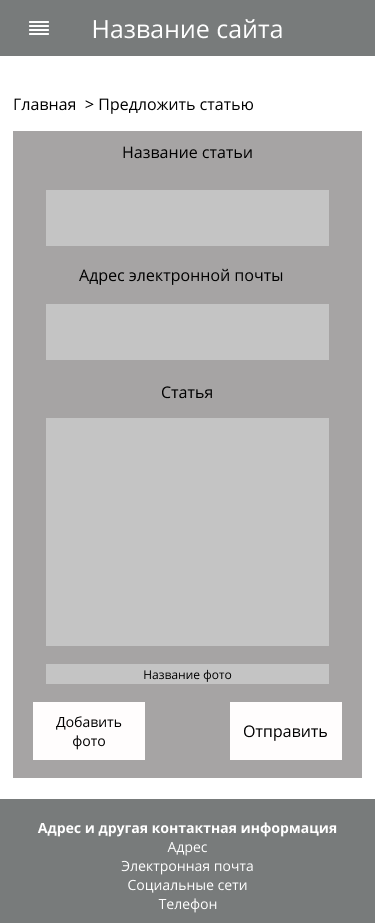 Название сайта
Главная > Предложить статью
Название статьи
Адрес электронной почты
Статья
Название фото
Добавить
фото
Отправить
Адрес и другая контактная информация
Адрес
Электронная почта
Социальные сети
Телефон